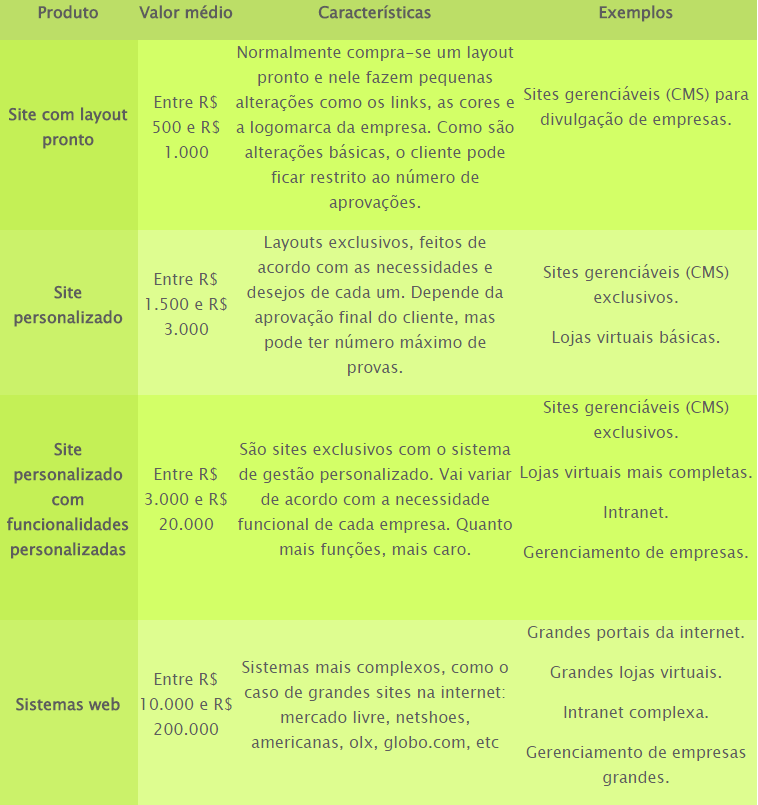 Produto
Valor médio
Características
Exemplos
Site com layout
pronto
Entre R$
500 e R$
1.000
Normalmente compra-se um layout
pronto e nele fazem pequenas
alterações como os links, as cores e
a logomarca da empresa. Como são
alterações básicas, o cliente pode
ficar restrito ao número de
aprovações.
Sites gerenciáveis (CMS) para
divulgação de empresas.
Site
personalizado
Entre R$
1.500 e R$
3.000
Layouts exclusivos, feitos de
acordo com as necessidades e
desejos de cada um. Depende da
aprovação final do cliente, mas
pode ter número máximo de
provas.
Sites gerenciáveis (CMS)
exclusivos.
Lojas virtuais básicas.
Site
personalizado
com
funcionalidades
personalizadas
Entre R$
3.000 e R$
20.000
São sites exclusivos com o sistema
de gestão personalizado. Vai variar
de acordo com a necessidade
funcional de cada empresa. Quanto
mais funções, mais caro.
Sites gerenciáveis (CMS)
exclusivos.
Lojas virtuais mais completas.
Intranet.
Gerenciamento de empresas.
Sistemas web
Entre R$
10.000 e R$
200.000
Sistemas mais complexos, como o
caso de grandes sites na internet:
mercado livre, netshoes,
americanas, olx, globo.com, etc
Grandes portais da internet.
Grandes lojas virtuais.
Intranet complexa.
Gerenciamento de empresas
grandes.